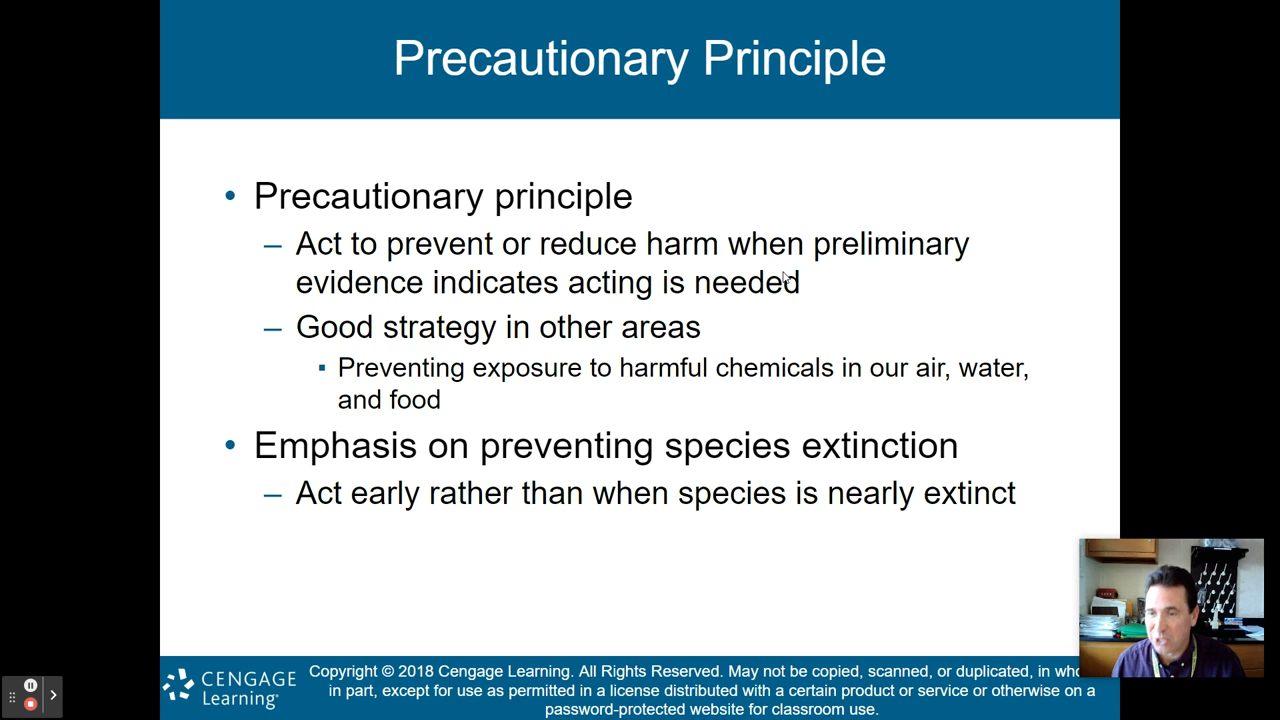 Precautionary Principle
• Precautionary principle
– Act to prevent or reduce harm when preliminary
evidence indicates acting is needed
– Good strategy in other areas
▪ Preventing exposure to harmful chemicals in our air, water,
and food
• Emphasis on preventing species extinction
– Act early rather than when species is nearly extinct
CENGAGE
Learning®
Copyright © 2018 Cengage Learning. All Rights Reserved. May not be copied, scanned, or duplicated, in
in part, except for use as permitted in a license distributed with a certain product or service or otherwise on a
password-protected website for classroom use.